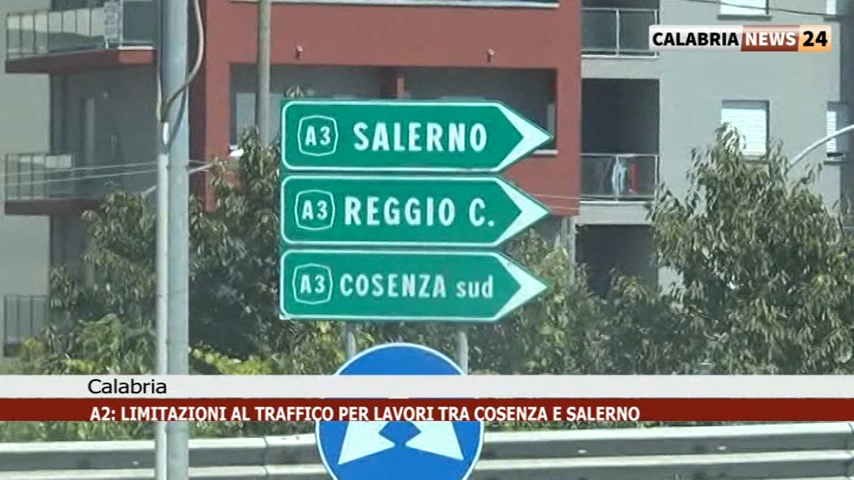 CALABRIA NEWS 24
A3 SALERNO
A3 REGGIO C.
A3 COSENZA sud
Calabria
A2: LIMITAZIONI AL TRAFFICO PER LAVORI TRA COSENZA E SALERNO